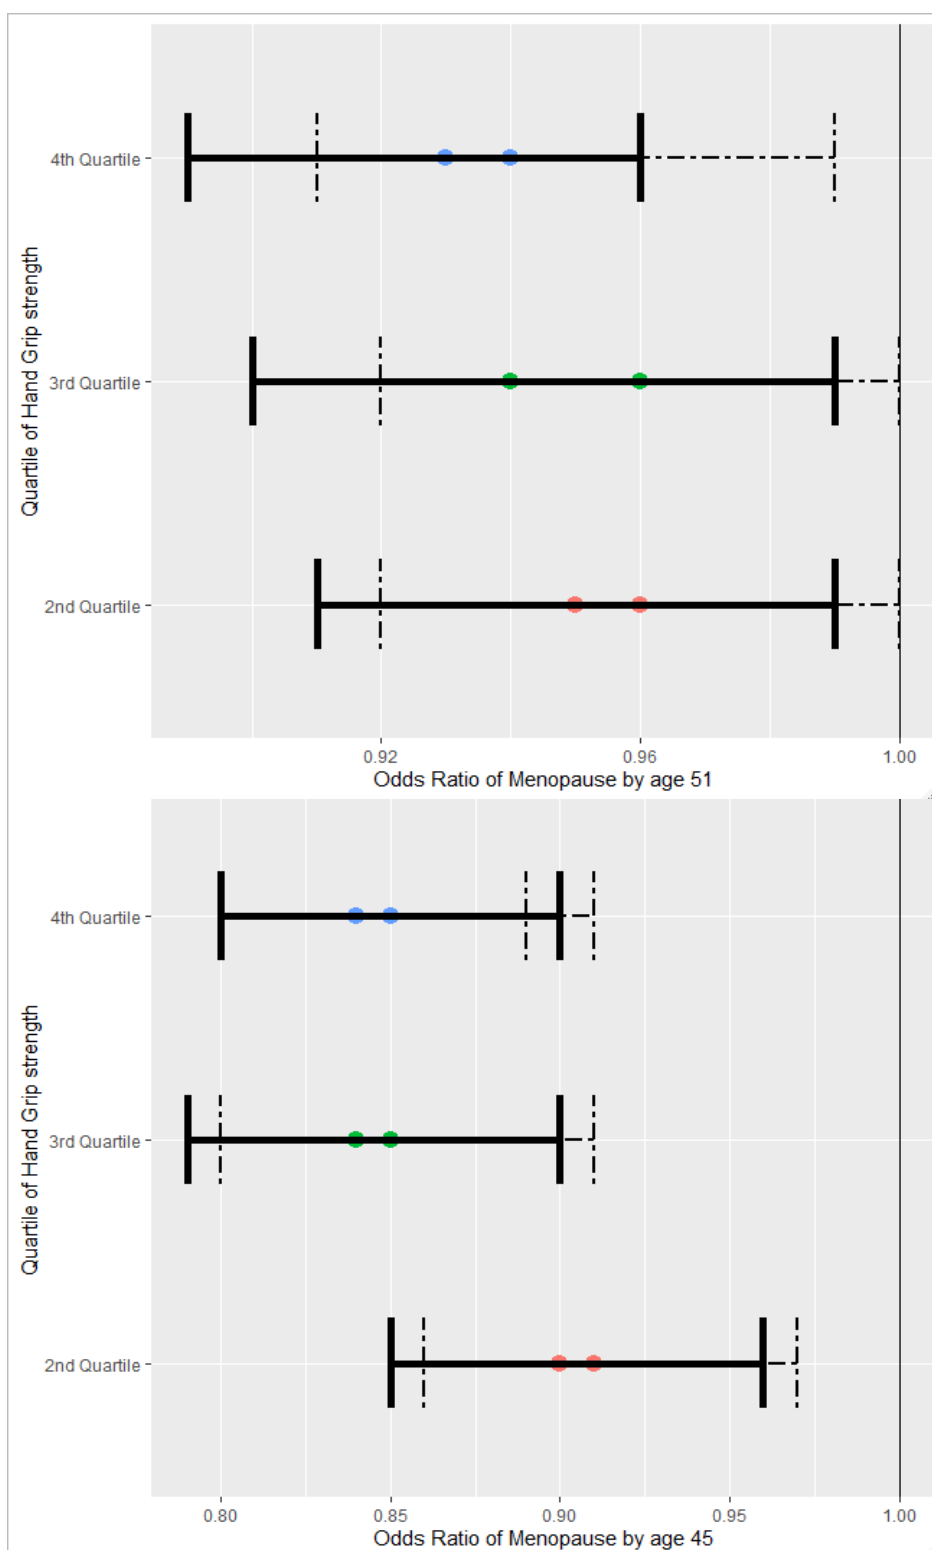 Quartile of Hand Grip strength
4th Quartile
3rd Quartile
2nd Quartile
0.92 0.96 1.00
Odds Ratio of Menopause by age 51
Quartile of Hand Grip strength
4th Quartile
3rd Quartile
2nd Quartile
0.80 0.85 0.90 0.95 1.00
Odds Ratio of Menopause by age 45